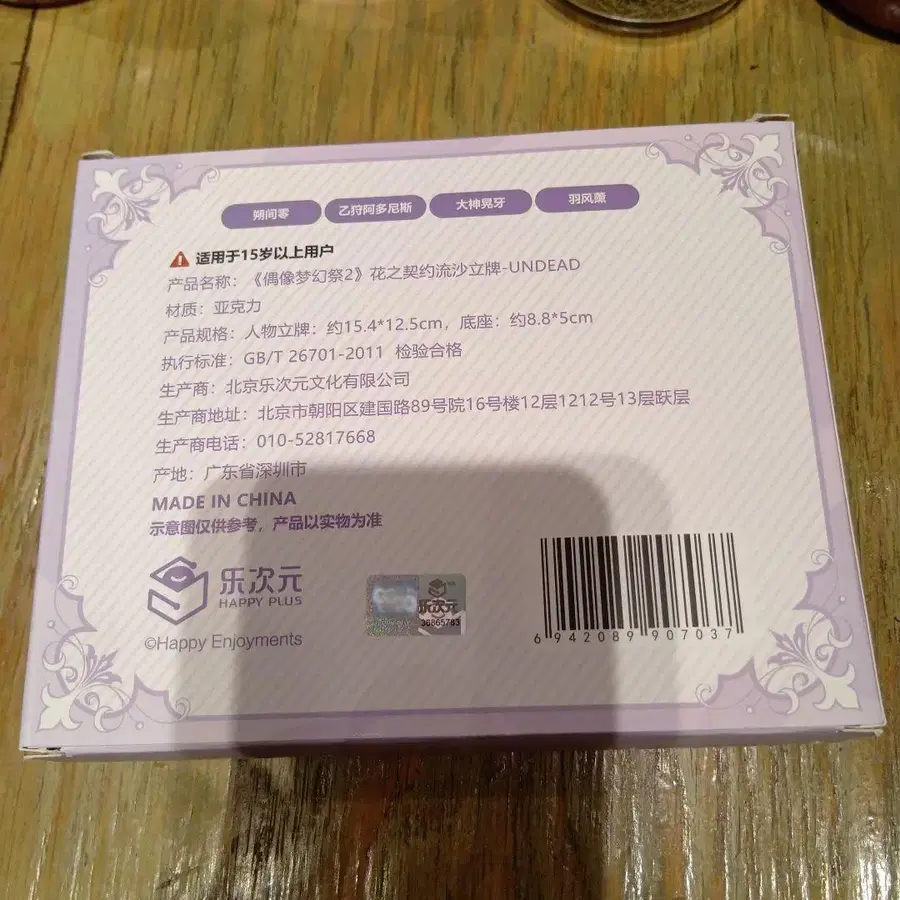 朔间零
乙狩阿多尼斯
大神晃牙
羽风薰
适用于15岁以上用户
产品名称：《偶像梦幻祭2》花之契约流沙立牌-UNDEAD
材质：亚克力
产品规格：人物立牌：约15.4*12.5cm，底座：约8.8*5cm
执行标准：GB/T 26701-2011 检验合格
生产商：北京乐次元文化有限公司
生产商地址：北京市朝阳区建国路89号院16号楼12层1212号13层跃层
生产商电话：010-52817668
产地：广东省深圳市
MADE IN CHINA
示意图仅供参考，产品以实物为准
乐次元
HAPPY PLUS
©Happy Enjoyments
乐次元
36865783
6 942089 907037